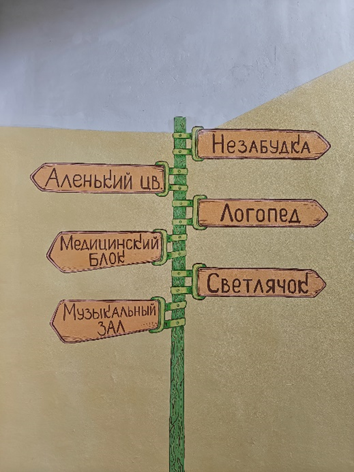 Незабудка
Аленький цв
Логопед
Медицинский
блок
Светлячок
Музыкальный
зал